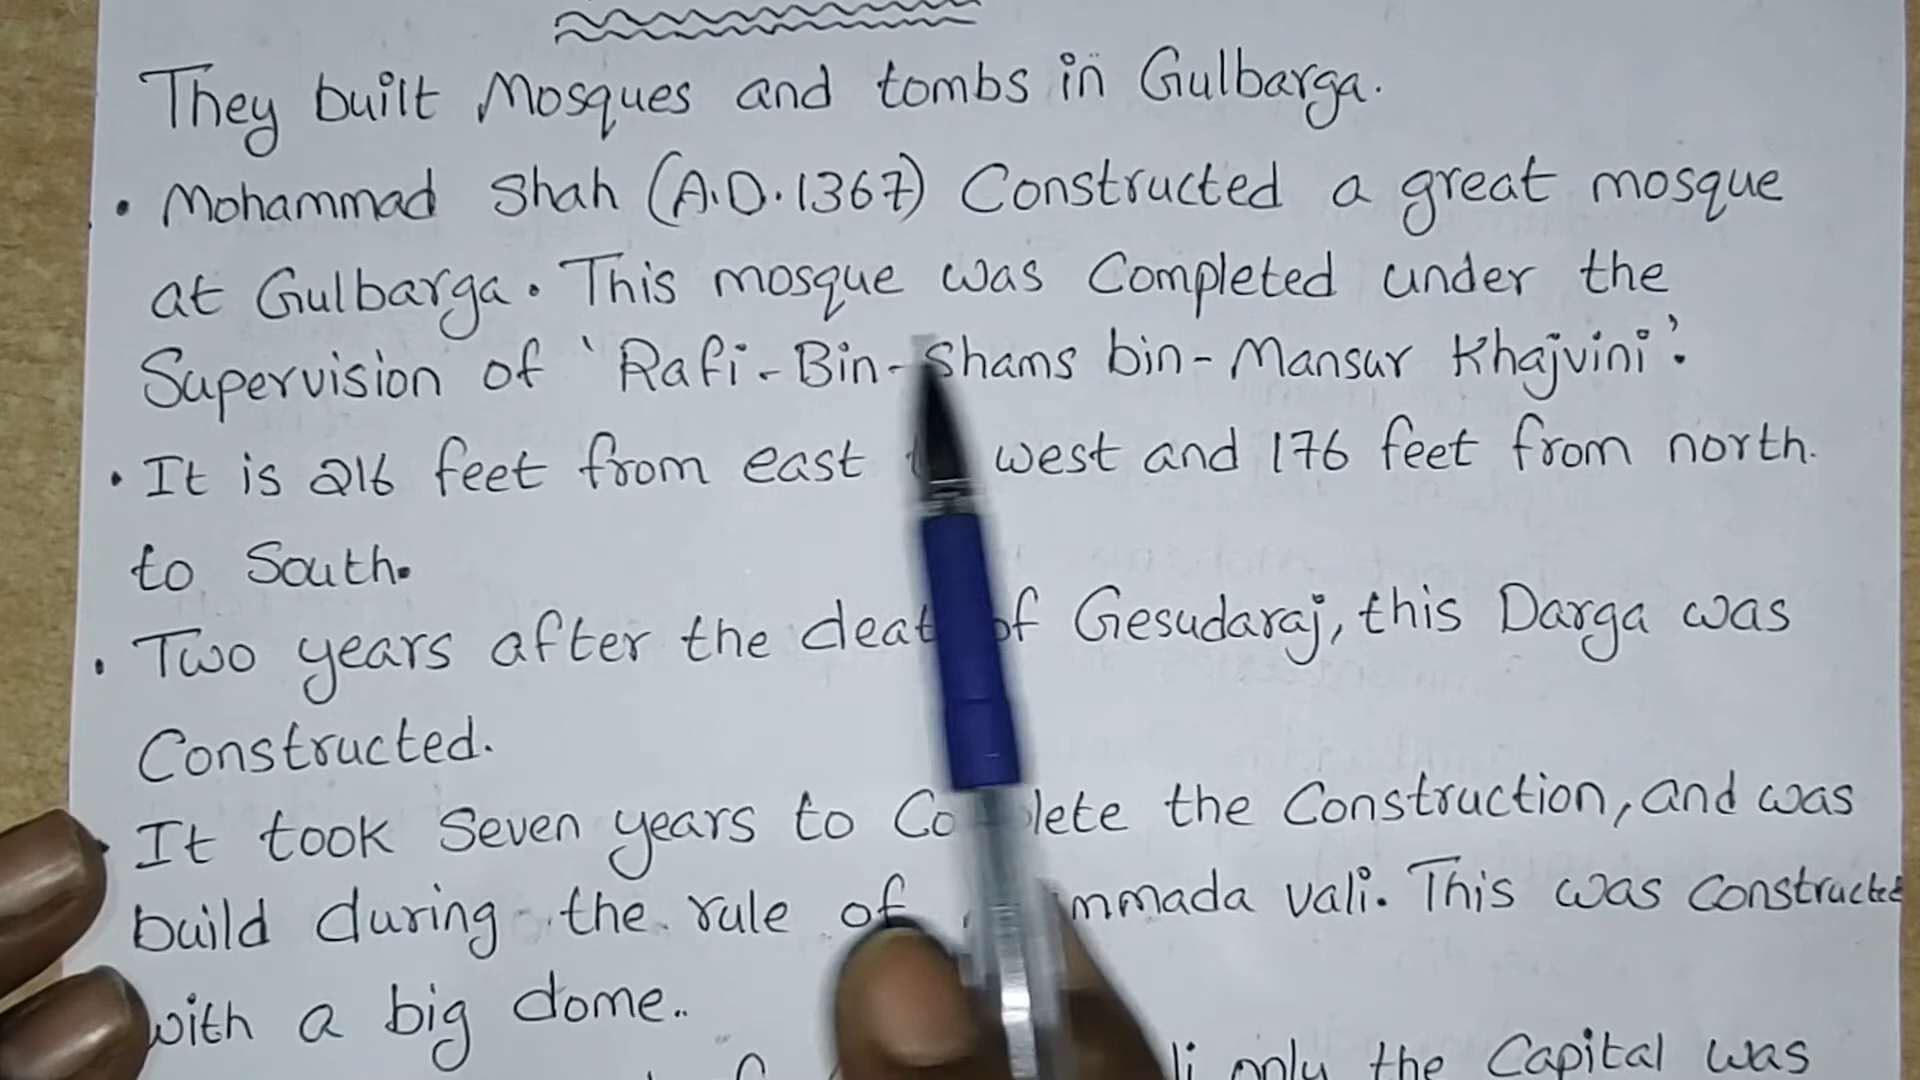 They built Mosques and tombs in Gulbarga.
• Mohammad Shah (A.D. 1367) Constructed a great mosque
at Gulbarga. This mosque was Completed under the
Supervision of 'Rafi-Bin-Shams bin-Mansur Khajvini'.
• It is 216 feet from east west and 176 feet from north
to South.
• Two years after the of Gesudaraj, this Darga was
Constructed.
• It took Seven years to the Construction, and was
build during the rule of vali. This was Constructed
with a big dome..
only the Capital was